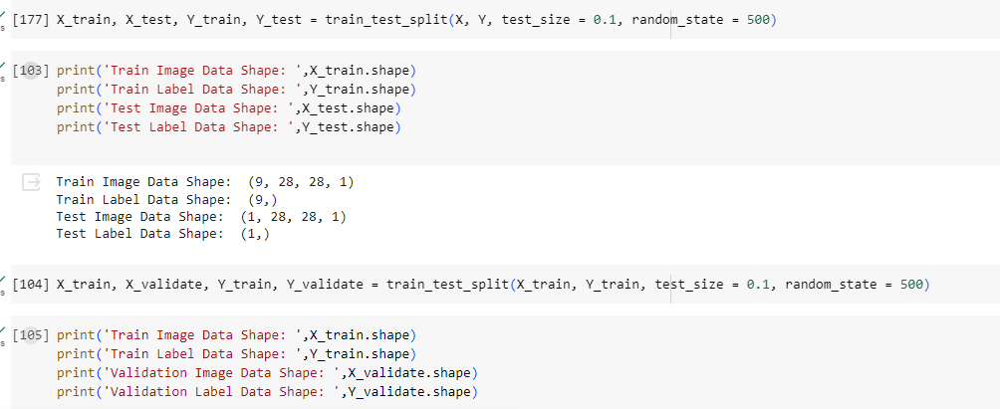 [177] X_train, X_test, Y_train, Y_test = train_test_split(X, Y, test_size = 0.1, random_state = 500)
s
[103] print('Train Image Data Shape: ',X_train.shape)
s
print('Train Label Data Shape: ',Y_train.shape)
print('Test Image Data Shape: ',X_test.shape)
print('Test Label Data Shape: ',Y_test.shape)
Train Image Data Shape:  (9, 28, 28, 1)
Train Label Data Shape:  (9,)
Test Image Data Shape:  (1, 28, 28, 1)
Test Label Data Shape:  (1,)
[104] X_train, X_validate, Y_train, Y_validate = train_test_split(X_train, Y_train, test_size = 0.1, random_state = 500)
s
[105] print('Train Image Data Shape: ',X_train.shape)
s
print('Train Label Data Shape: ',Y_train.shape)
print('Validation Image Data Shape: ',X_validate.shape)
print('Validation Label Data Shape: ',Y_validate.shape)